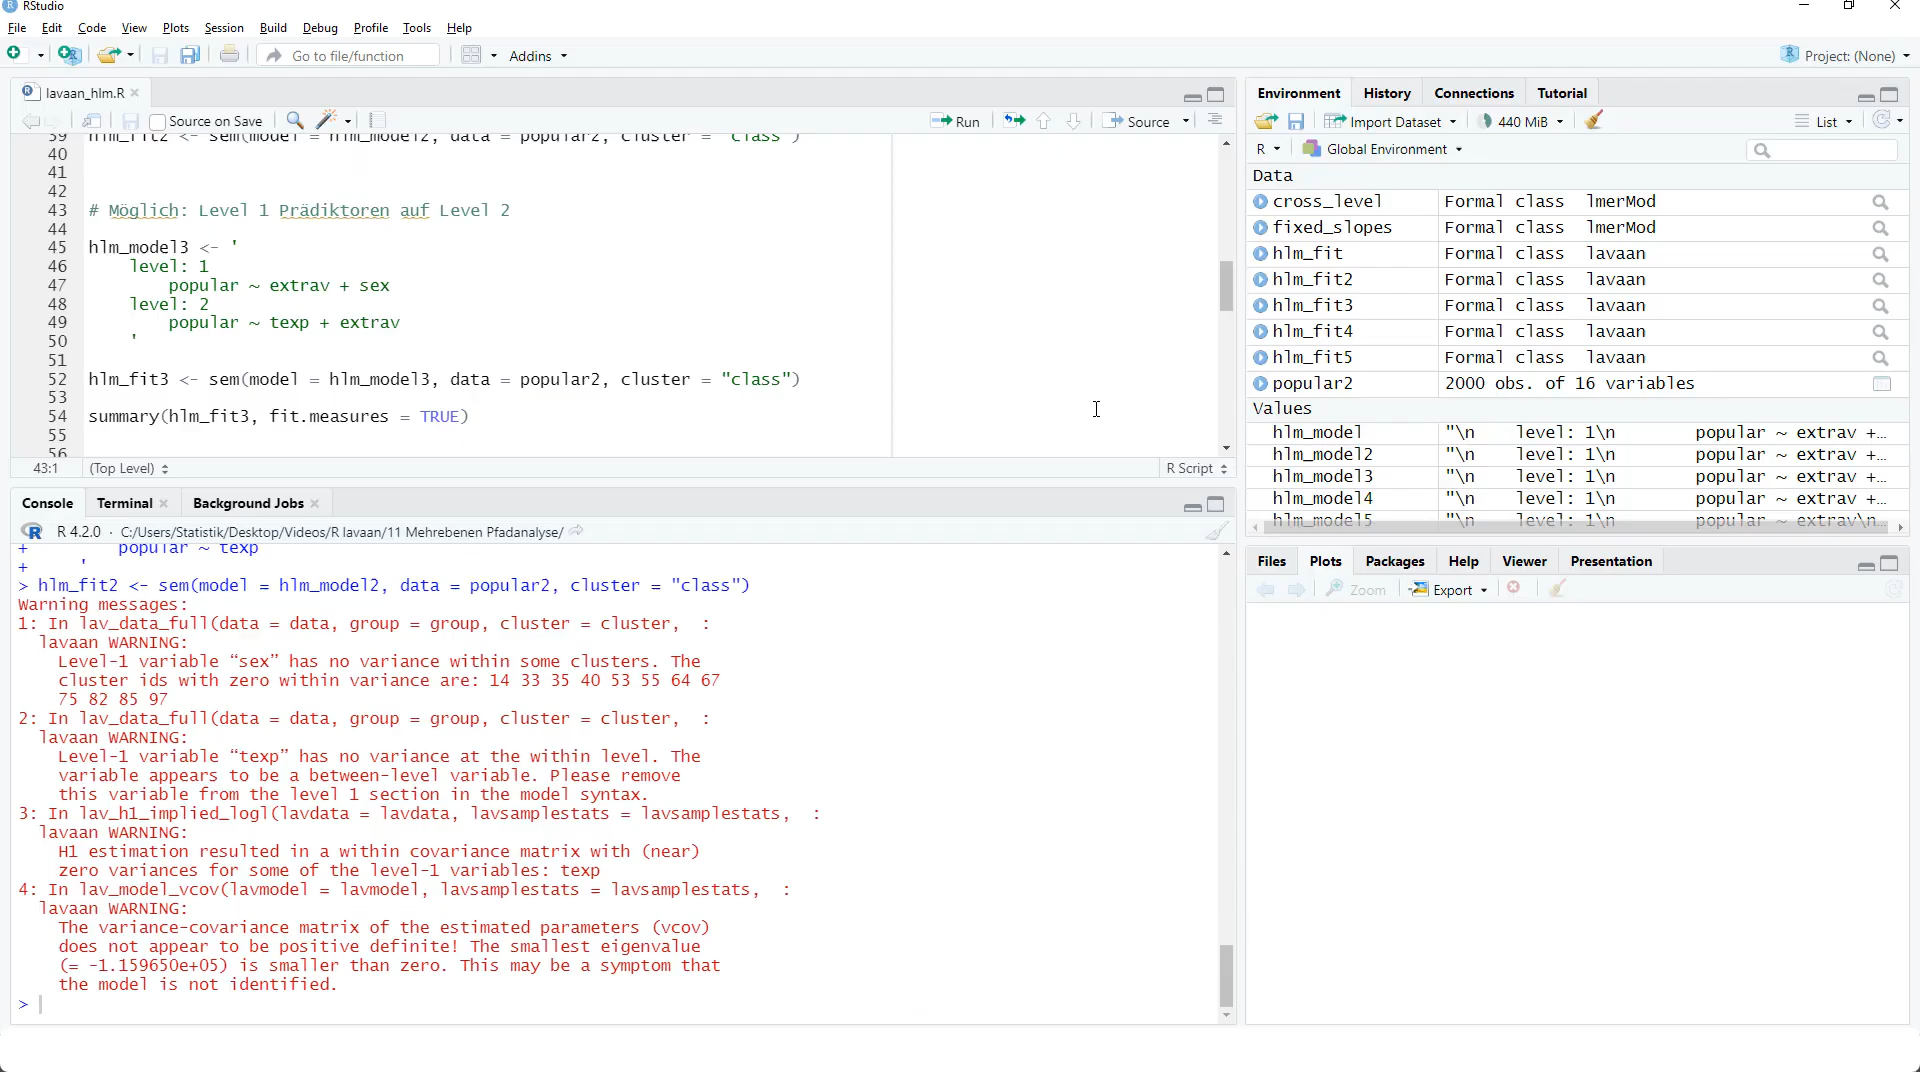 RStudio
File Edit Code View Plots Session Build Debug Profile Tools Help
Go to file/function Addins Project: (None)
lavaan_hlm.R
Source on Save Run Source
39 hlm_fit2 <- sem(model = hlm_model2, data = popular2, cluster = "class")
40
41
42
43 # Möglich: Level 1 Prädiktoren auf Level 2
44
45 hlm_model3 <- '
46 level: 1
47 popular ~ extrav + sex
48 level: 2
49 popular ~ texp + extrav
50 '
51
52 hlm_fit3 <- sem(model = hlm_model3, data = popular2, cluster = "class")
53
54 summary(hlm_fit3, fit.measures = TRUE)
55
56
43:1 (Top Level) R Script
Console Terminal Background Jobs
R 4.2.0 · C:/Users/Statistik/Desktop/Videos/R lavaan/11 Mehrebenen Pfadanalyse/
+ popular ~ texp
+ '
> hlm_fit2 <- sem(model = hlm_model2, data = popular2, cluster = "class")
Warning messages:
1: In lav_data_full(data = data, group = group, cluster = cluster, :
lavaan WARNING:
Level-1 variable “sex” has no variance within some clusters. The
cluster ids with zero within variance are: 14 33 35 40 53 55 64 67
75 82 85 97
2: In lav_data_full(data = data, group = group, cluster = cluster, :
lavaan WARNING:
Level-1 variable “texp” has no variance at the within level. The
variable appears to be a between-level variable. Please remove
this variable from the level 1 section in the model syntax.
3: In lav_h1_implied_logl(lavdata = lavdata, lavsamplestats = lavsamplestats, :
lavaan WARNING:
H1 estimation resulted in a within covariance matrix with (near)
zero variances for some of the level-1 variables: texp
4: In lav_model_vcov(lavmodel = lavmodel, lavsamplestats = lavsamplestats, :
lavaan WARNING:
The variance-covariance matrix of the estimated parameters (vcov)
does not appear to be positive definite! The smallest eigenvalue
(= -1.159650e+05) is smaller than zero. This may be a symptom that
the model is not identified.
>
Environment History Connections Tutorial
Import Dataset 440 MiB List
R Global Environment
Data
cross_level Formal class lmerMod
fixed_slopes Formal class lmerMod
hlm_fit Formal class lavaan
hlm_fit2 Formal class lavaan
hlm_fit3 Formal class lavaan
hlm_fit4 Formal class lavaan
hlm_fit5 Formal class lavaan
popular2 2000 obs. of 16 variables
Values
hlm_model "\n level: 1\n popular ~ extrav +…
hlm_model2 "\n level: 1\n popular ~ extrav +…
hlm_model3 "\n level: 1\n popular ~ extrav +…
hlm_model4 "\n level: 1\n popular ~ extrav +…
hlm_model5 "\n level: 1\n popular ~ extrav\n…
Files Plots Packages Help Viewer Presentation
Zoom Export